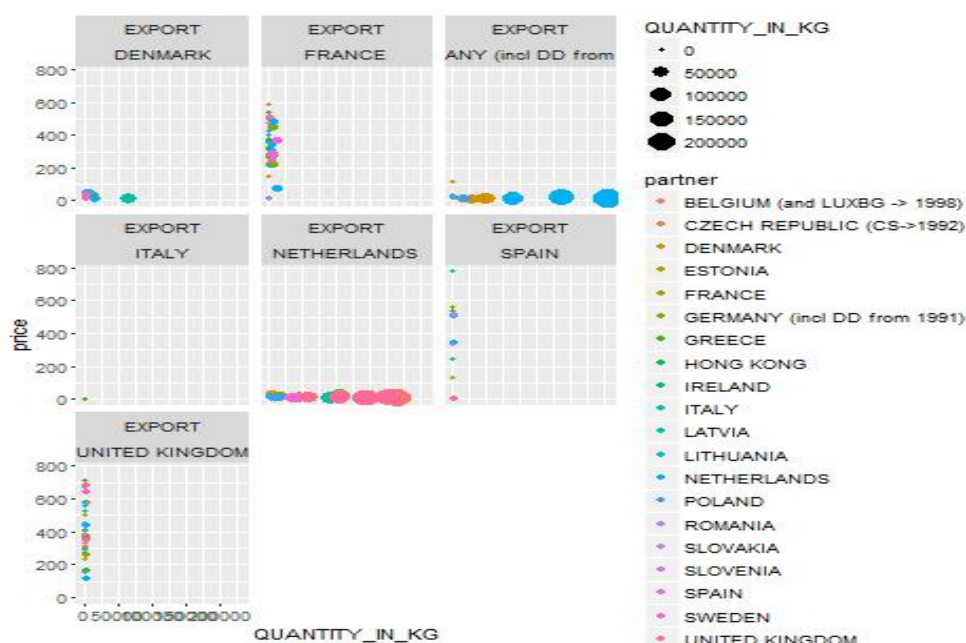 EXPORT
DENMARK
EXPORT
FRANCE
EXPORT
ANY (incl DD from
800
600
400
200
0
EXPORT
ITALY
EXPORT
NETHERLANDS
EXPORT
SPAIN
800
600
400
200
0
EXPORT
UNITED KINGDOM
800
600
400
200
0
price
0 50000100000150000200000
QUANTITY_IN_KG
QUANTITY_IN_KG
0
50000
100000
150000
200000
partner
BELGIUM (and LUXBG -> 1998)
CZECH REPUBLIC (CS->1992)
DENMARK
ESTONIA
FRANCE
GERMANY (incl DD from 1991)
GREECE
HONG KONG
IRELAND
ITALY
LATVIA
LITHUANIA
NETHERLANDS
POLAND
ROMANIA
SLOVAKIA
SLOVENIA
SPAIN
SWEDEN
UNITED KINGDOM